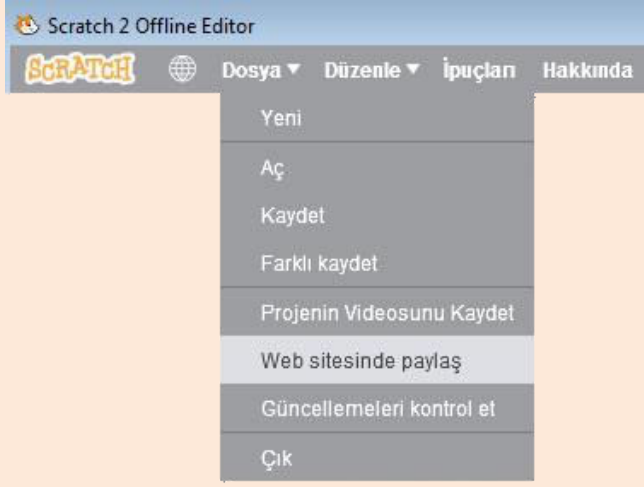 Scratch 2 Offline Editor
SCRATCH Dosya Düzenle İpuçları Hakkında
Yeni
Aç
Kaydet
Farklı kaydet
Projenin Videosunu Kaydet
Web sitesinde paylaş
Güncellemeleri kontrol et
Çık